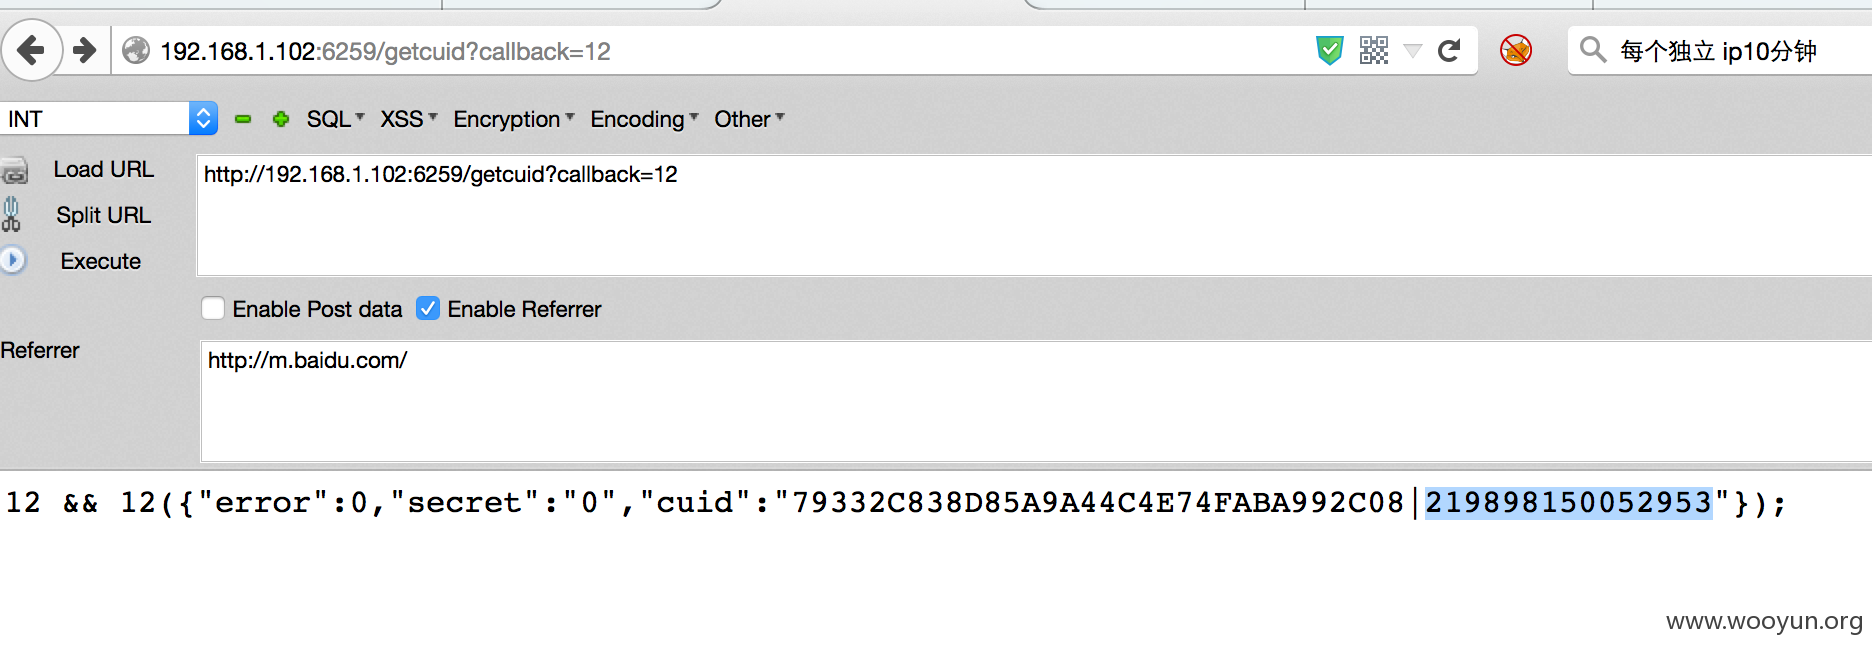 192.168.1.102:6259/getcuid?callback=12
每个独立 ip10分钟
INT
SQL
XSS
Encryption
Encoding
Other
Load URL
http://192.168.1.102:6259/getcuid?callback=12
Split URL
Execute
Enable Post data
Enable Referrer
Referrer
http://m.baidu.com/
12 && 12({"error":0,"secret":"0","cuid":"79332C838D85A9A44C4E74FABA992C08|219898150052953"});
www.wooyun.org